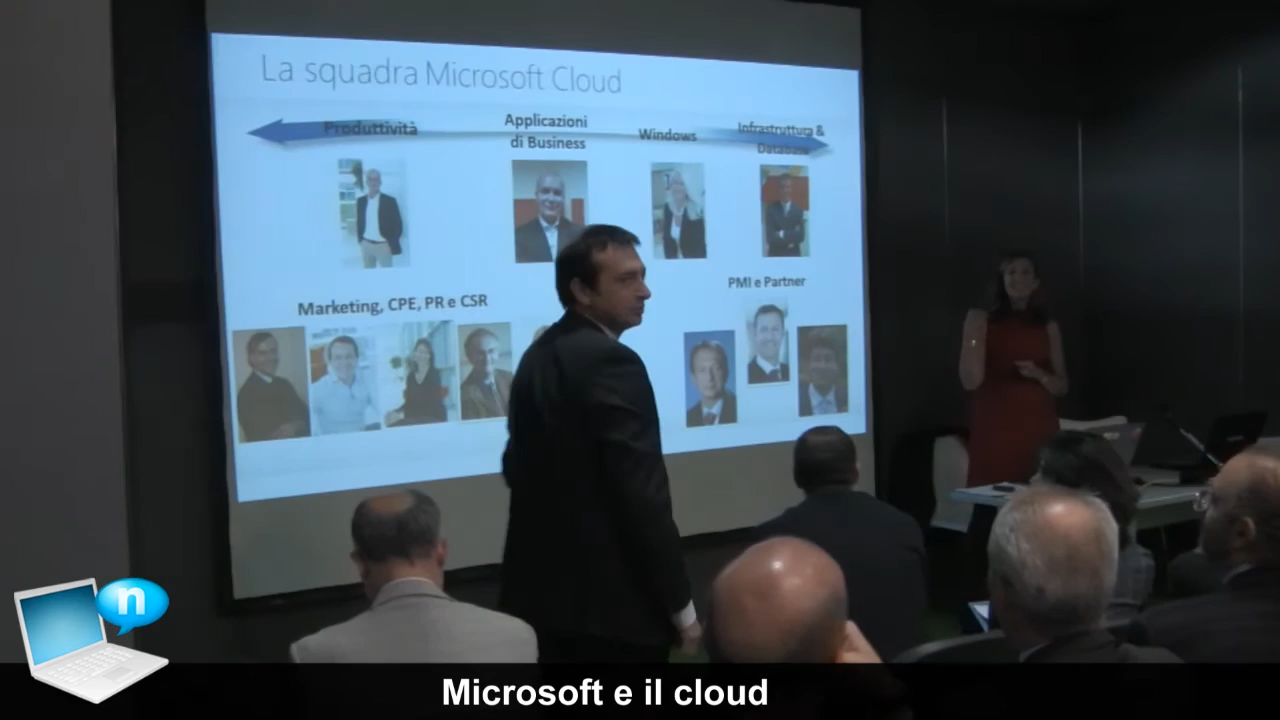 La squadra Microsoft Cloud
Produttività
Applicazioni
di Business
Windows
Infrastruttura &
Database
Marketing, CPE, PR e CSR
PMI e Partner
n
Microsoft e il cloud